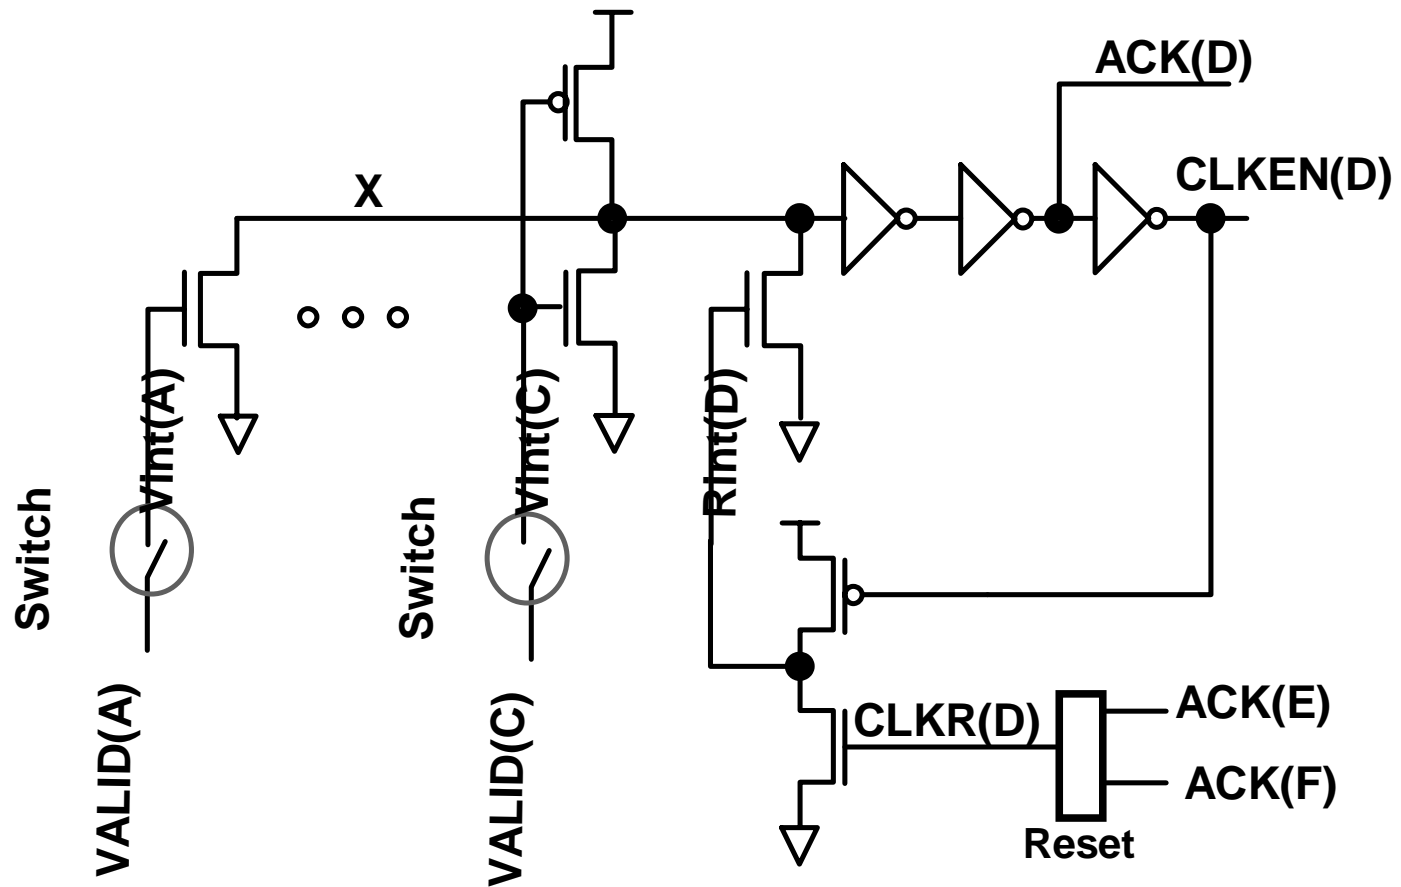 ACK(D)
CLKEN(D)
X
Vint(A)
Vint(C)
Rint(D)
Switch
Switch
VALID(A)
VALID(C)
CLKR(D)
ACK(E)
ACK(F)
Reset